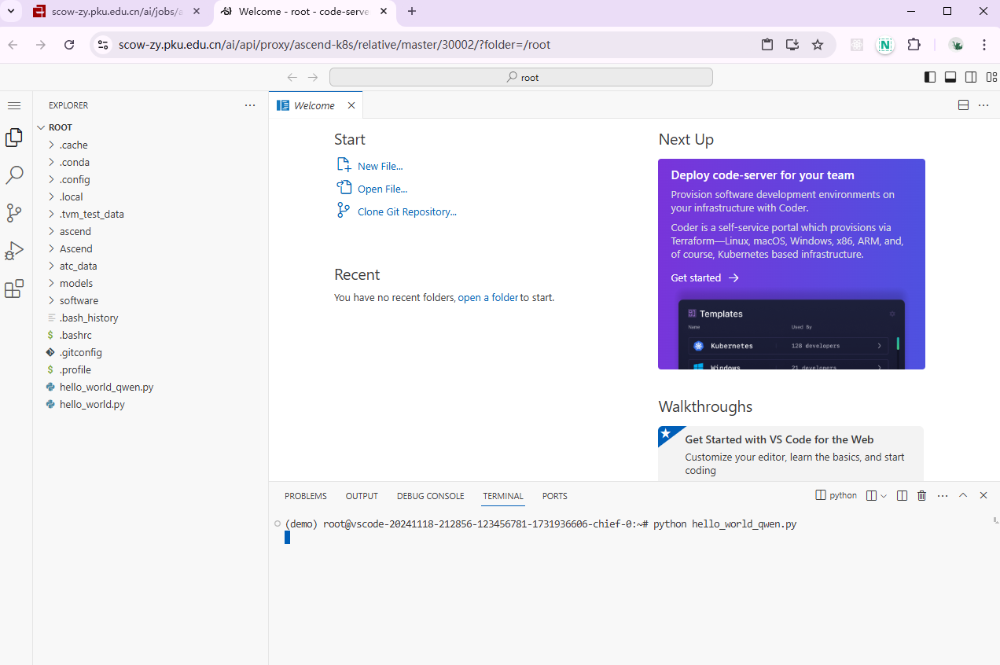 scow-zy.pku.edu.cn/ai/jobs/a
Welcome - root - code-serve
scow-zy.pku.edu.cn/ai/api/proxy/ascend-k8s/relative/master/30002/?folder=/root
root
EXPLORER
ROOT
.cache
.conda
.config
.local
.tvm_test_data
ascend
Ascend
atc_data
models
software
.bash_history
.bashrc
.gitconfig
.profile
hello_world_qwen.py
hello_world.py
Welcome
Start
New File...
Open File...
Clone Git Repository...
Recent
You have no recent folders, open a folder to start.
Next Up
Deploy code-server for your team
Provision software development environments on
your infrastructure with Coder.
Coder is a self-service portal which provisions via
Terraform—Linux, macOS, Windows, x86, ARM, and,
of course, Kubernetes based infrastructure.
Get started
Templates
Name Used By
Kubernetes 128 developers
Windows 21 developers
Walkthroughs
Get Started with VS Code for the Web
Customize your editor, learn the basics, and start
coding
PROBLEMS OUTPUT DEBUG CONSOLE TERMINAL PORTS
python
(demo) root@vscode-20241118-212856-123456781-1731936606-chief-0:~# python hello_world_qwen.py